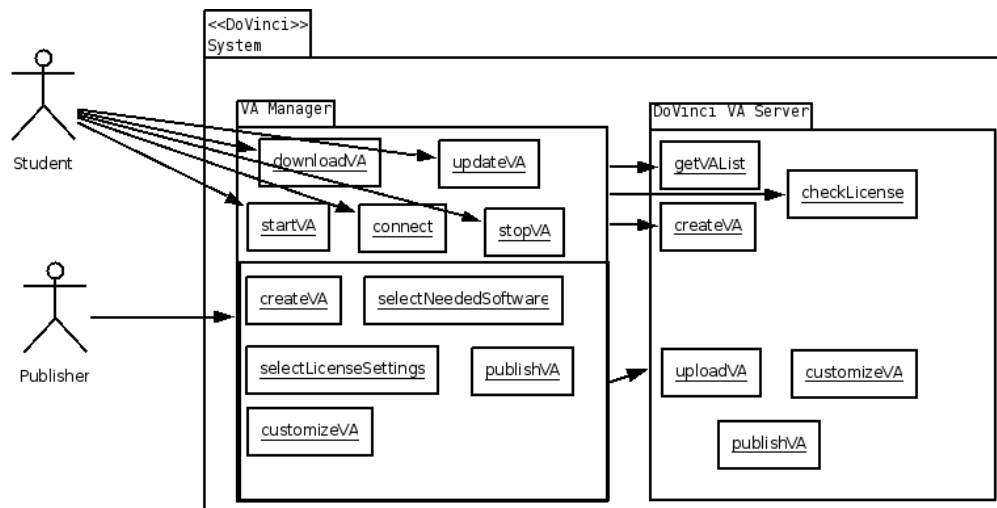 <<DoVinci>>
System
VA Manager
DoVinci VA Server
Student
downloadVA
updateVA
getVAList
checkLicense
startVA
connect
stopVA
createVA
Publisher
createVA
selectNeededSoftware
selectLicenseSettings
publishVA
uploadVA
customizeVA
customizeVA
publishVA